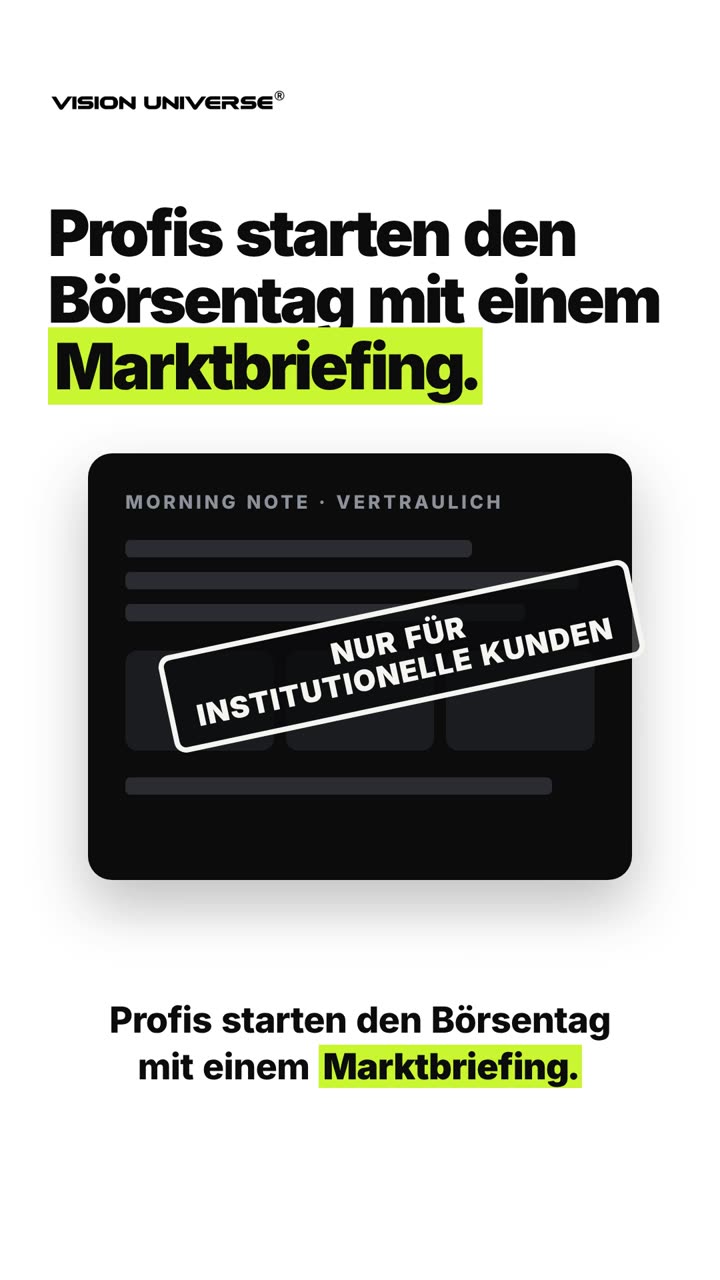 VISION UNIVERSE®
Profis starten den
Börsentag mit einem
Marktbriefing.
MORNING NOTE · VERTRAULICH
NUR FÜR
INSTITUTIONELLE KUNDEN
Profis starten den Börsentag
mit einem Marktbriefing.